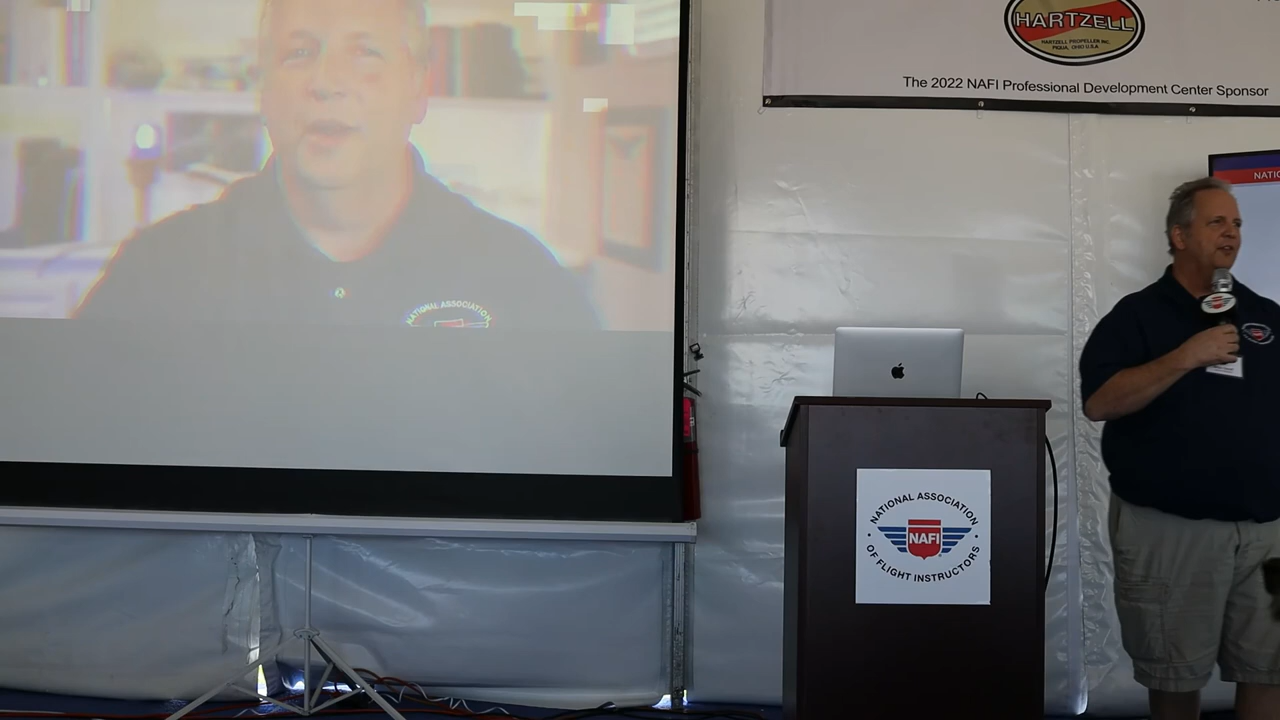 HARTZELL
HARTZELL PROPELLER INC.
PIQUA, OHIO U.S.A
The 2022 NAFI Professional Development Center Sponsor
NATIONAL ASSOCIATION
NATIONAL ASSOCIATION
NAFI
OF FLIGHT INSTRUCTORS